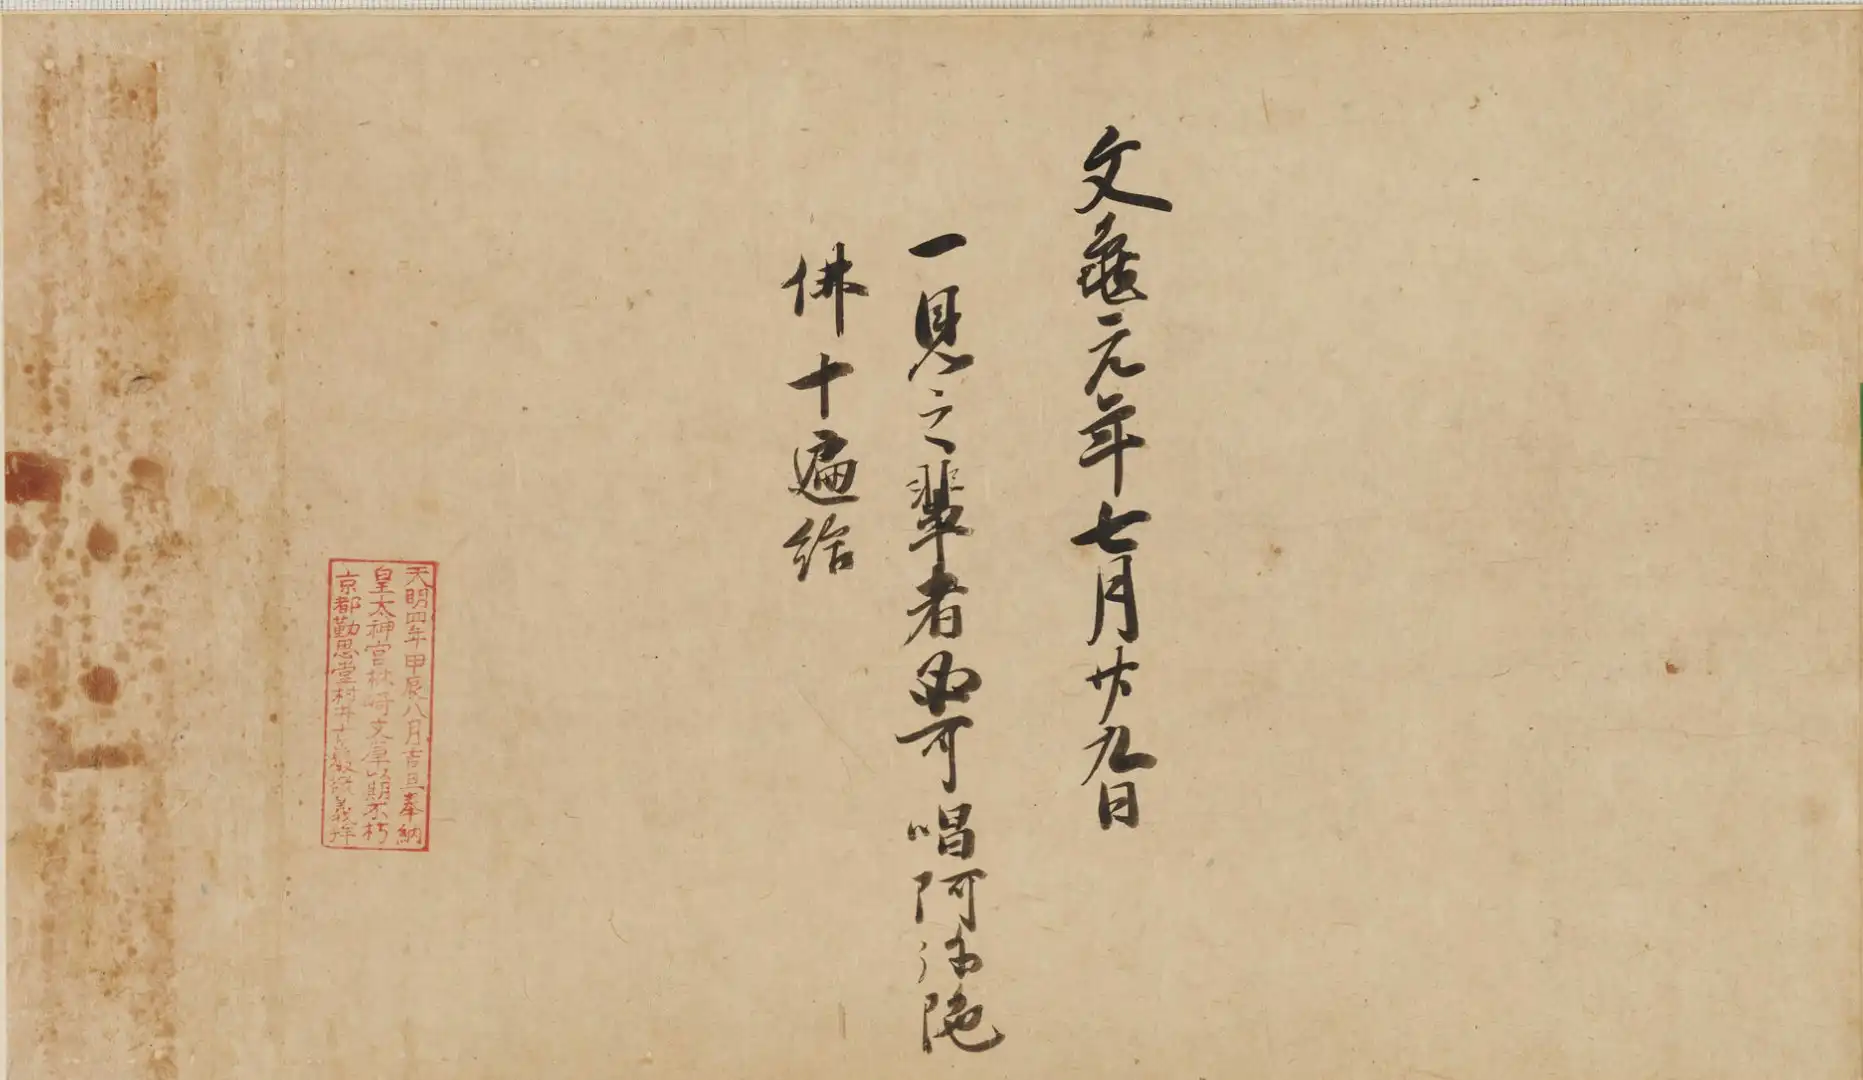 文龜元年七月廿九日
一見之輩者必可唱阿弥陀
佛十遍給
天明四年甲辰八月吉旦奉納
皇太神宮林崎文庫以期不朽
京都勤思堂村井古巖敬義拜